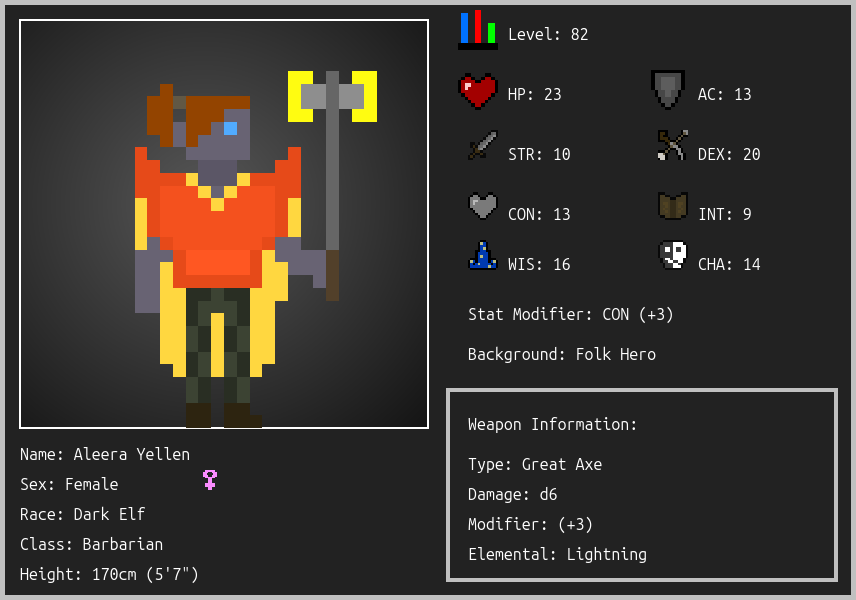 Level: 82
HP: 23
AC: 13
STR: 10
DEX: 20
CON: 13
INT: 9
WIS: 16
CHA: 14
Stat Modifier: CON (+3)
Background: Folk Hero
Weapon Information:
Type: Great Axe
Damage: d6
Modifier: (+3)
Elemental: Lightning
Name: Aleera Yellen
Sex: Female
Race: Dark Elf
Class: Barbarian
Height: 170cm (5'7")